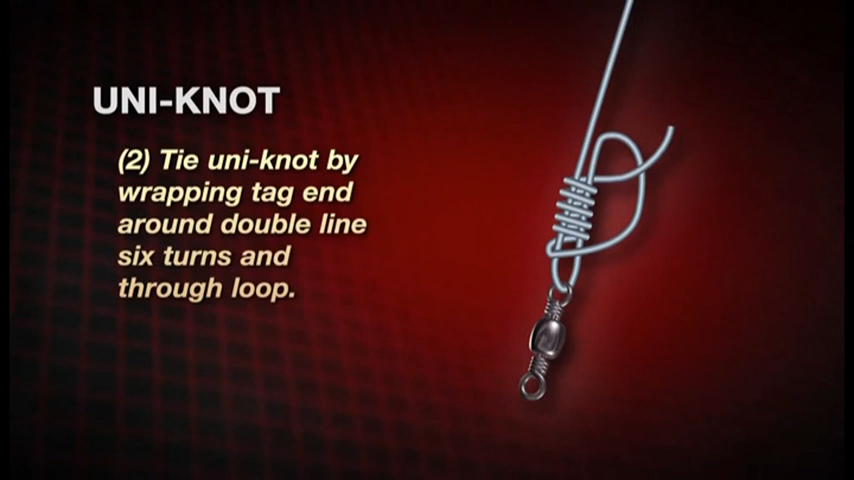 UNI-KNOT
(2) Tie uni-knot by
wrapping tag end
around double line
six turns and
through loop.